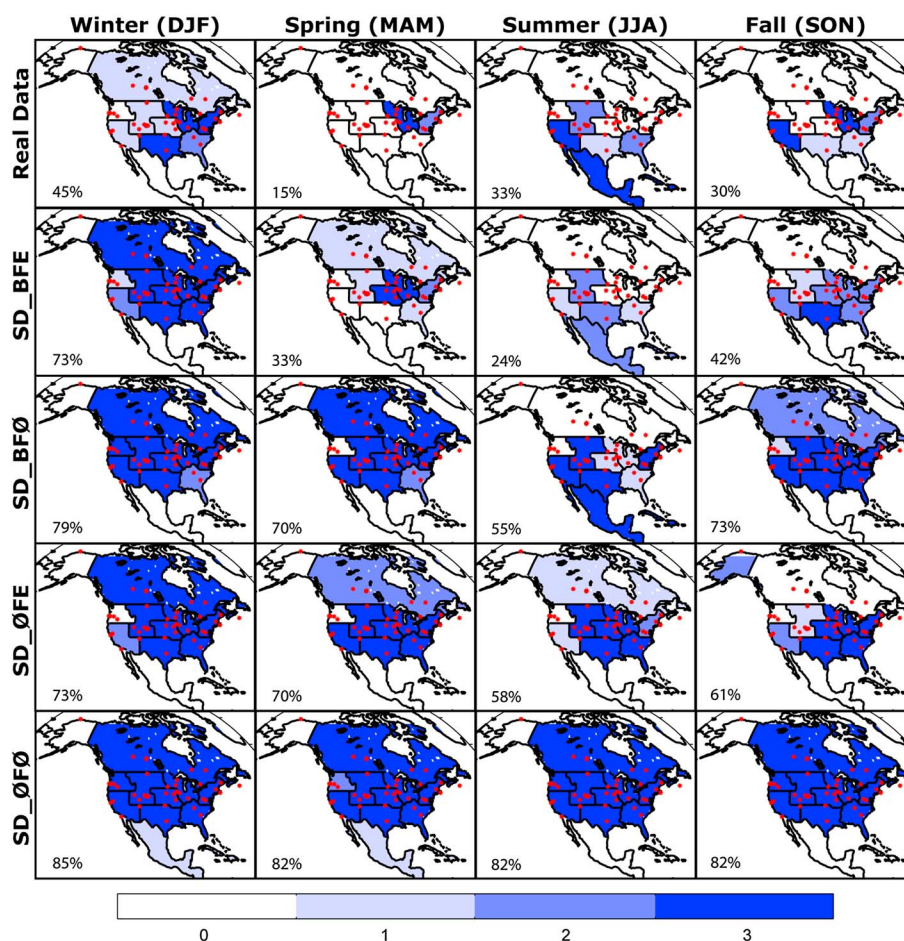 Winter (DJF) Spring (MAM) Summer (JJA) Fall (SON)
Real Data
45% 15% 33% 30%
SD_BFE
73% 33% 24% 42%
SD_BFØ
79% 70% 55% 73%
SD_ØFE
73% 70% 58% 61%
SD_ØFØ
85% 82% 82% 82%
0 1 2 3